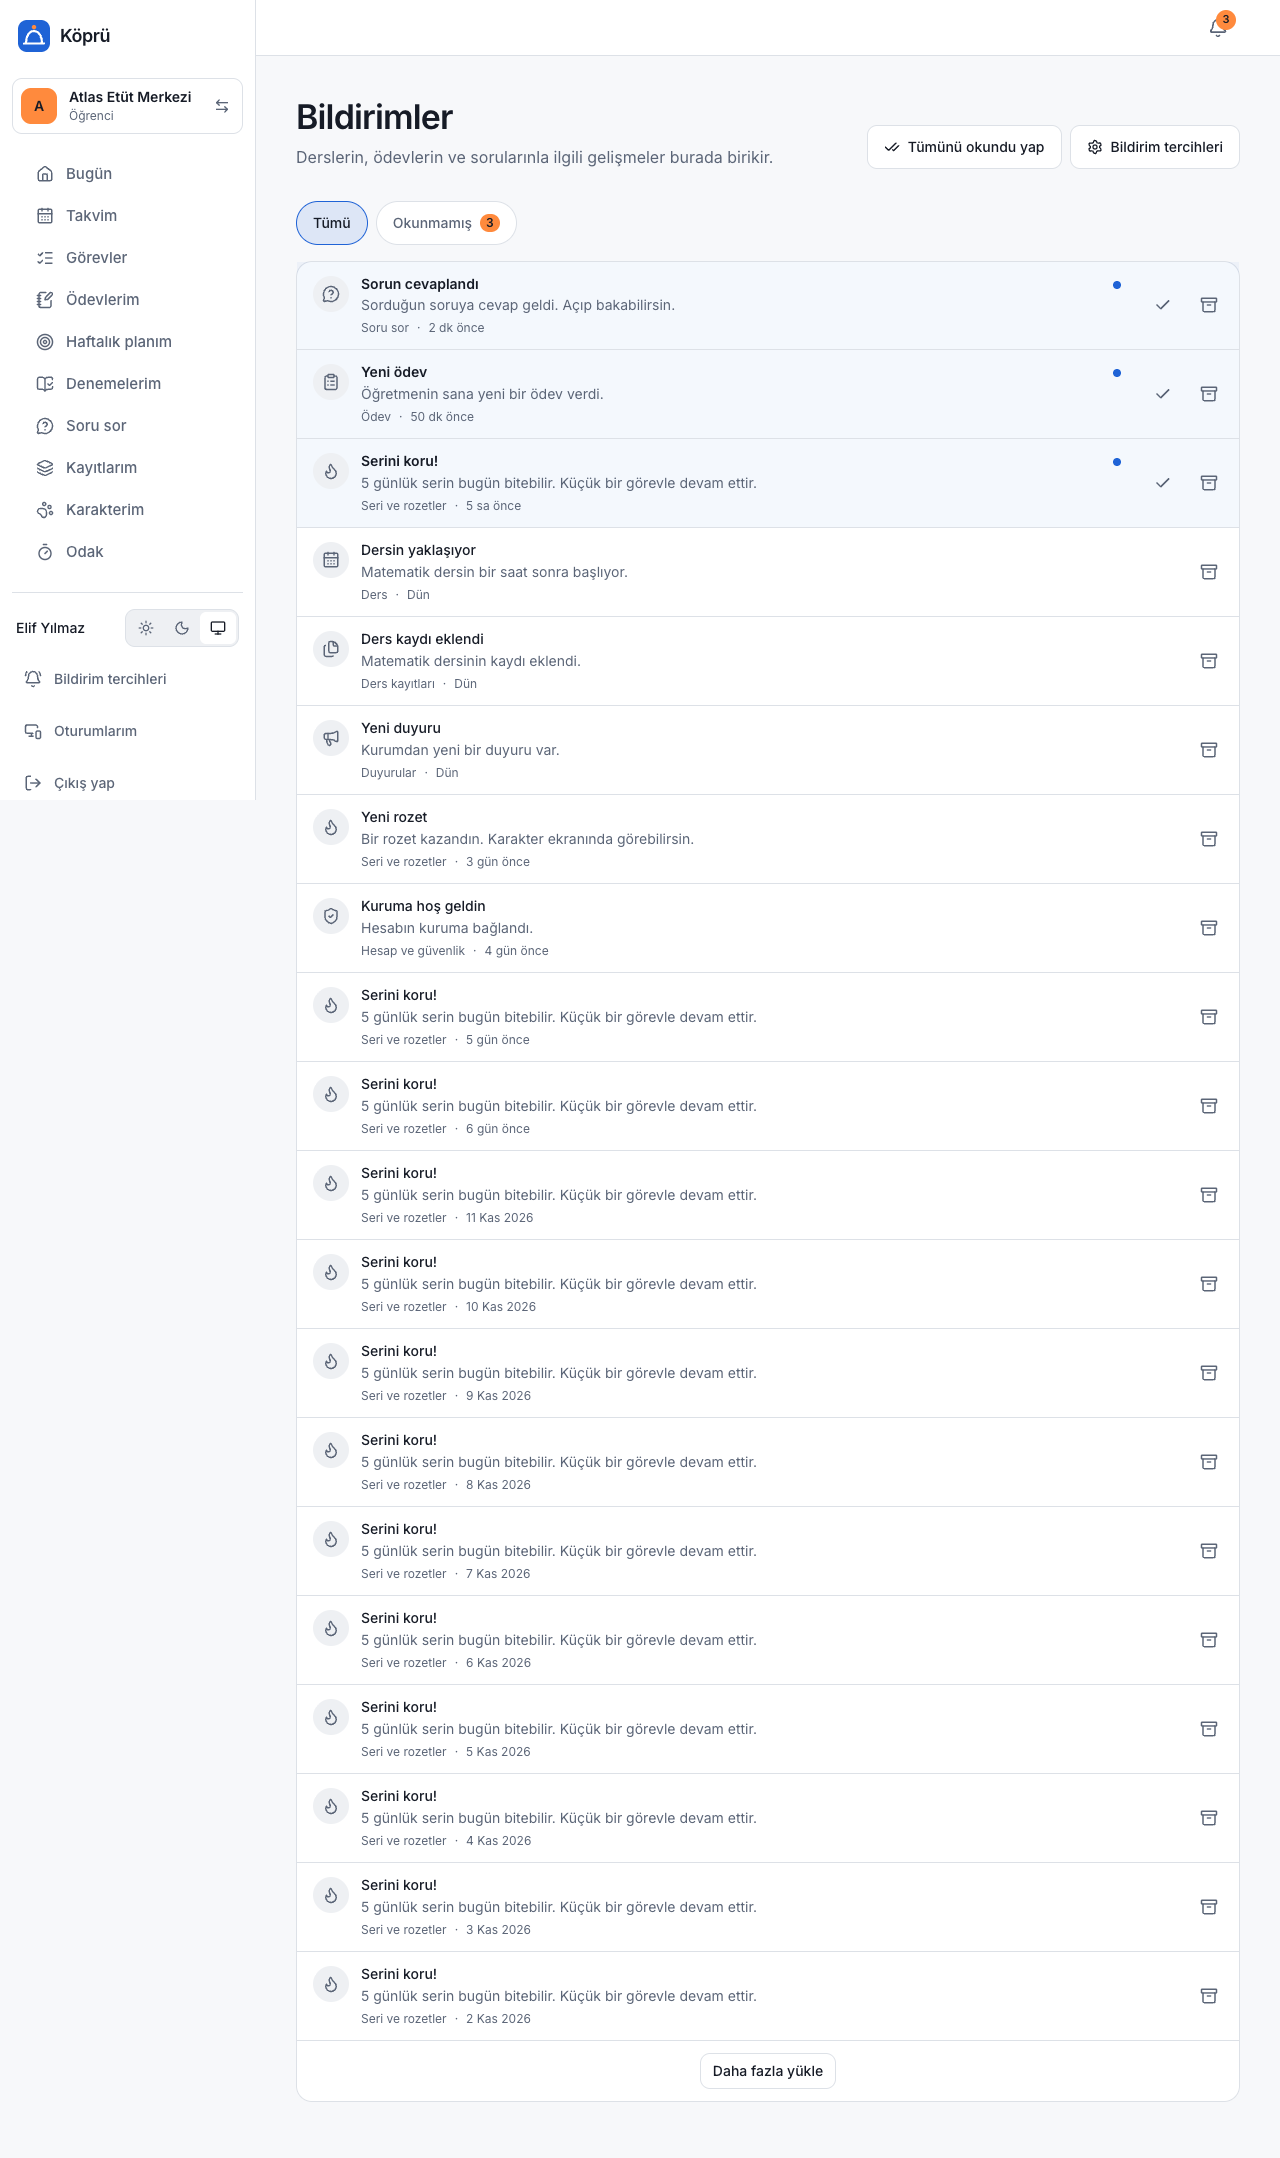 Köprü
3
A
Atlas Etüt Merkezi
Öğrenci
Bugün
Takvim
Görevler
Ödevlerim
Haftalık planım
Denemelerim
Soru sor
Kayıtlarım
Karakterim
Odak
Elif Yılmaz
Bildirim tercihleri
Oturumlarım
Çıkış yap
Bildirimler
Derslerin, ödevlerin ve sorularınla ilgili gelişmeler burada birikir.
Tümünü okundu yap
Bildirim tercihleri
Tümü
Okunmamış 3
Sorun cevaplandı
Sorduğun soruya cevap geldi. Açıp bakabilirsin.
Soru sor · 2 dk önce
Yeni ödev
Öğretmenin sana yeni bir ödev verdi.
Ödev · 50 dk önce
Serini koru!
5 günlük serin bugün bitebilir. Küçük bir görevle devam ettir.
Seri ve rozetler · 5 sa önce
Dersin yaklaşıyor
Matematik dersin bir saat sonra başlıyor.
Ders · Dün
Ders kaydı eklendi
Matematik dersinin kaydı eklendi.
Ders kayıtları · Dün
Yeni duyuru
Kurumdan yeni bir duyuru var.
Duyurular · Dün
Yeni rozet
Bir rozet kazandın. Karakter ekranında görebilirsin.
Seri ve rozetler · 3 gün önce
Kuruma hoş geldin
Hesabın kuruma bağlandı.
Hesap ve güvenlik · 4 gün önce
Serini koru!
5 günlük serin bugün bitebilir. Küçük bir görevle devam ettir.
Seri ve rozetler · 5 gün önce
Serini koru!
5 günlük serin bugün bitebilir. Küçük bir görevle devam ettir.
Seri ve rozetler · 6 gün önce
Serini koru!
5 günlük serin bugün bitebilir. Küçük bir görevle devam ettir.
Seri ve rozetler · 11 Kas 2026
Serini koru!
5 günlük serin bugün bitebilir. Küçük bir görevle devam ettir.
Seri ve rozetler · 10 Kas 2026
Serini koru!
5 günlük serin bugün bitebilir. Küçük bir görevle devam ettir.
Seri ve rozetler · 9 Kas 2026
Serini koru!
5 günlük serin bugün bitebilir. Küçük bir görevle devam ettir.
Seri ve rozetler · 8 Kas 2026
Serini koru!
5 günlük serin bugün bitebilir. Küçük bir görevle devam ettir.
Seri ve rozetler · 7 Kas 2026
Serini koru!
5 günlük serin bugün bitebilir. Küçük bir görevle devam ettir.
Seri ve rozetler · 6 Kas 2026
Serini koru!
5 günlük serin bugün bitebilir. Küçük bir görevle devam ettir.
Seri ve rozetler · 5 Kas 2026
Serini koru!
5 günlük serin bugün bitebilir. Küçük bir görevle devam ettir.
Seri ve rozetler · 4 Kas 2026
Serini koru!
5 günlük serin bugün bitebilir. Küçük bir görevle devam ettir.
Seri ve rozetler · 3 Kas 2026
Serini koru!
5 günlük serin bugün bitebilir. Küçük bir görevle devam ettir.
Seri ve rozetler · 2 Kas 2026
Daha fazla yükle